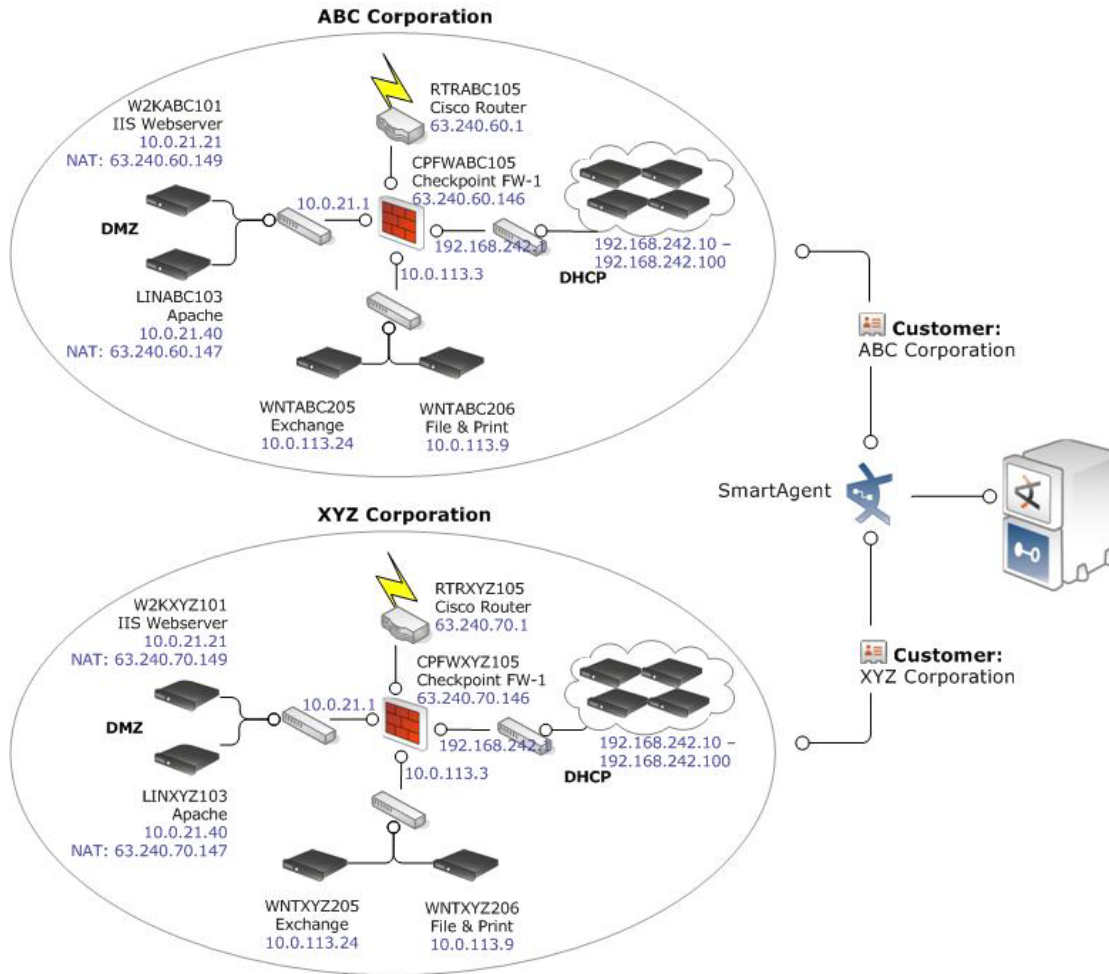 ABC Corporation
RTRABC105
Cisco Router
63.240.60.1
W2KABC101
IIS Webserver
10.0.21.21
NAT: 63.240.60.149
CPFWABC105
Checkpoint FW-1
63.240.60.146
10.0.21.1
DMZ
192.168.242.
192.168.242.10 –
192.168.242.100
10.0.113.3
DHCP
LINABC103
Apache
10.0.21.40
NAT: 63.240.60.147
WNTABC205
Exchange
10.0.113.24
WNTABC206
File & Print
10.0.113.9
Customer:
ABC Corporation
SmartAgent
XYZ Corporation
RTRXYZ105
Cisco Router
63.240.70.1
W2KXYZ101
IIS Webserver
10.0.21.21
NAT: 63.240.70.149
CPFWXYZ105
Checkpoint FW-1
63.240.70.146
10.0.21.1
DMZ
192.168.242.
192.168.242.10 –
192.168.242.100
10.0.113.3
DHCP
LINXYZ103
Apache
10.0.21.40
NAT: 63.240.70.147
WNTXYZ205
Exchange
10.0.113.24
WNTXYZ206
File & Print
10.0.113.9
Customer:
XYZ Corporation